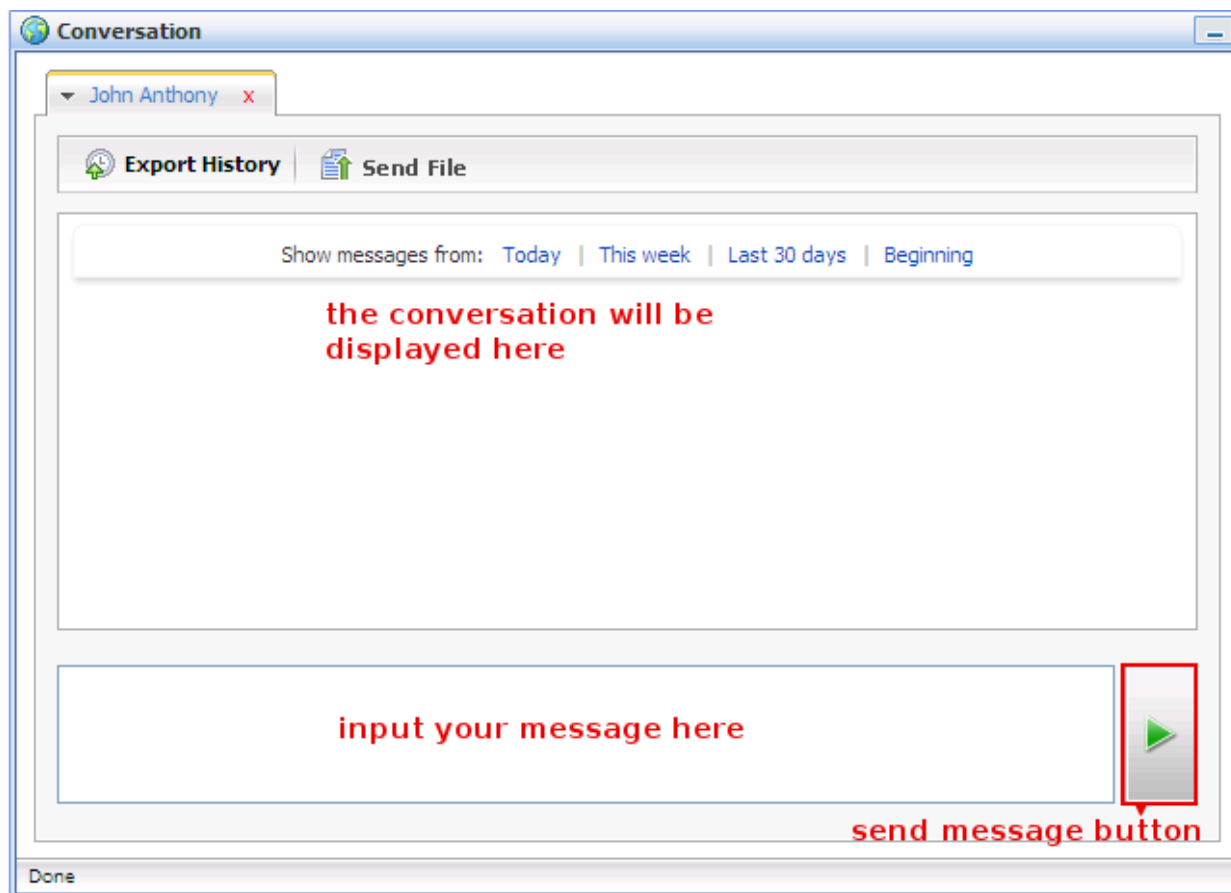 Conversation
John Anthony x
Export History Send File
Show messages from: Today | This week | Last 30 days | Beginning
the conversation will be
displayed here
input your message here
send message button
Done